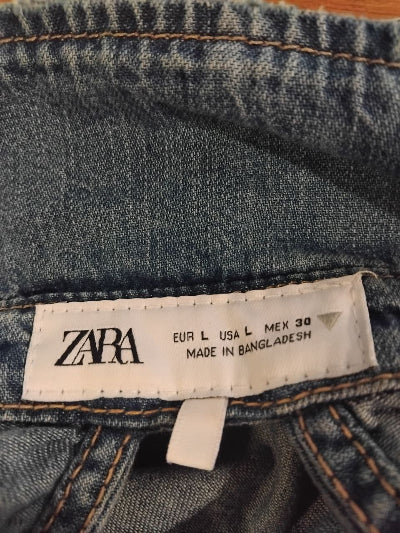 ZARA
EUR L USA L MEX 30
MADE IN BANGLADESH